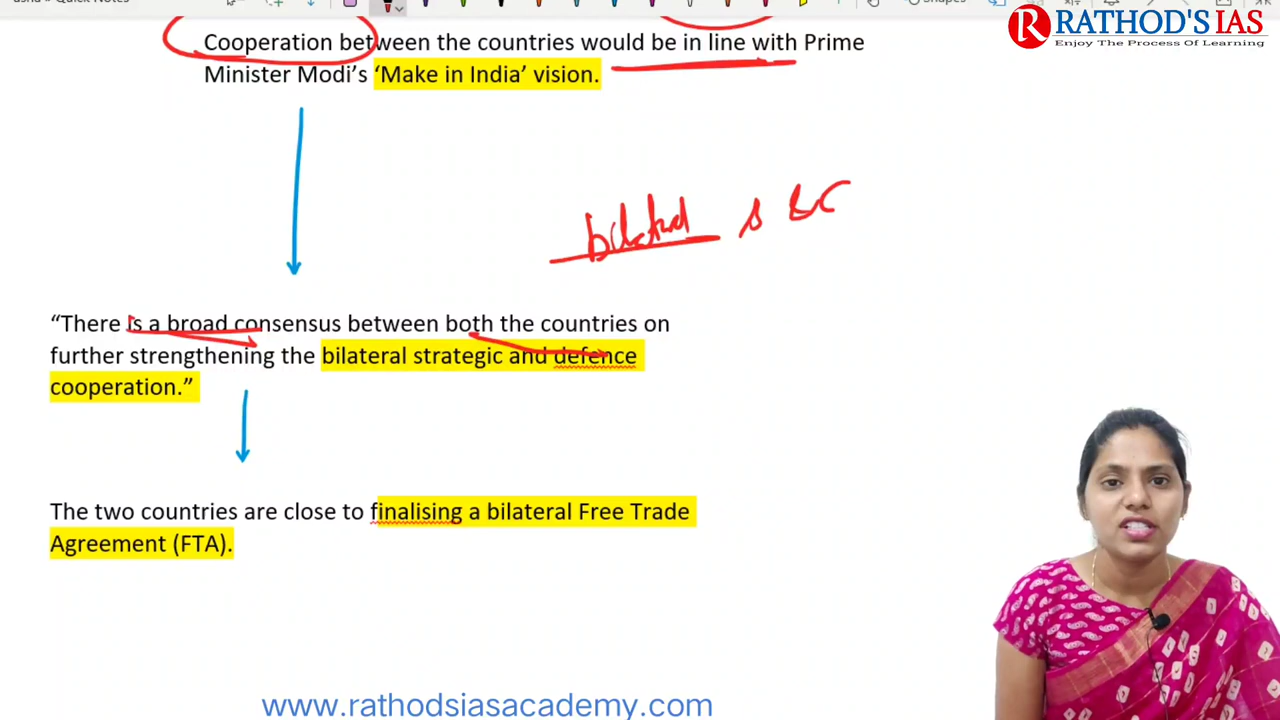 RATHOD'S IAS
Enjoy The Process Of Learning
Cooperation between the countries would be in line with Prime
Minister Modi's ‘Make in India’ vision.
bilateral
“There is a broad consensus between both the countries on
further strengthening the bilateral strategic and defence
cooperation.”
The two countries are close to finalising a bilateral Free Trade
Agreement (FTA).
www.rathodsiasacademy.com